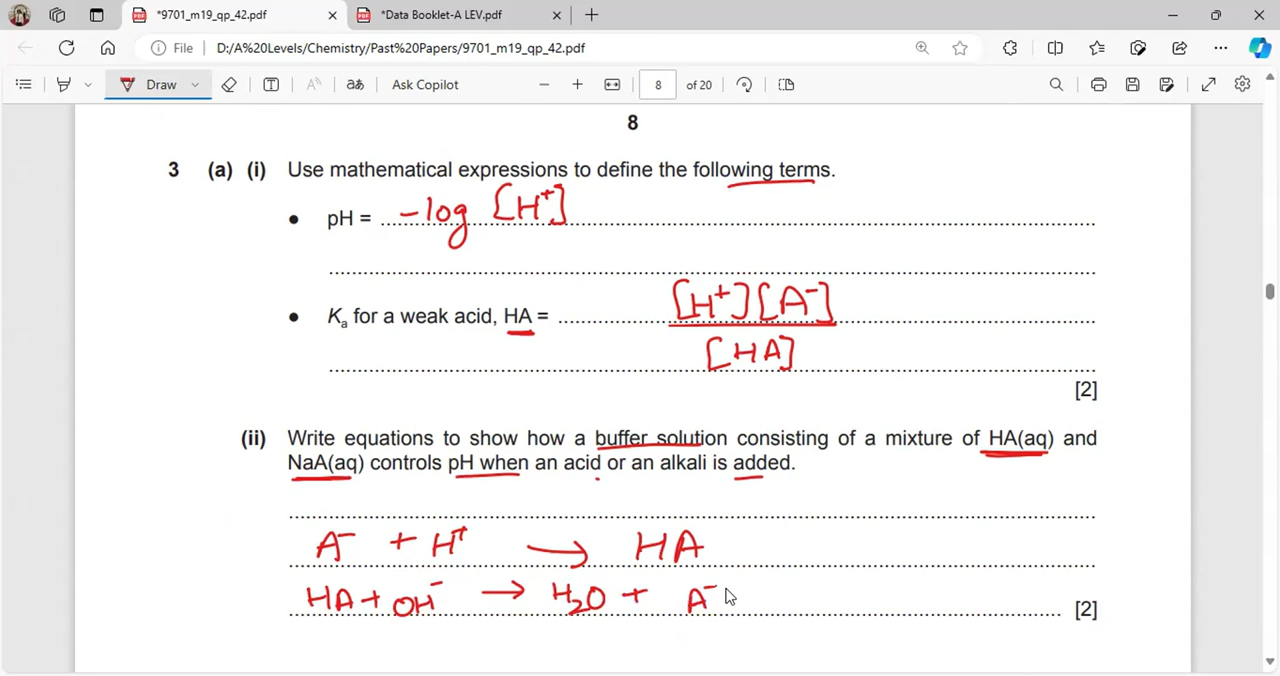 *9701_m19_qp_42.pdf
*Data Booklet-A LEV.pdf
File D:/A%20Levels/Chemistry/Past%20Papers/9701_m19_qp_42.pdf
Draw aあ Ask Copilot 8 of 20
8
3 (a) (i) Use mathematical expressions to define the following terms.
● pH = -log [H⁺]
● Kₐ for a weak acid, HA = [H⁺][A⁻]
[HA]
[2]
(ii) Write equations to show how a buffer solution consisting of a mixture of HA(aq) and
NaA(aq) controls pH when an acid or an alkali is added.
A⁻ + H⁺ → HA
HA + OH⁻ → H₂O + A⁻ [2]